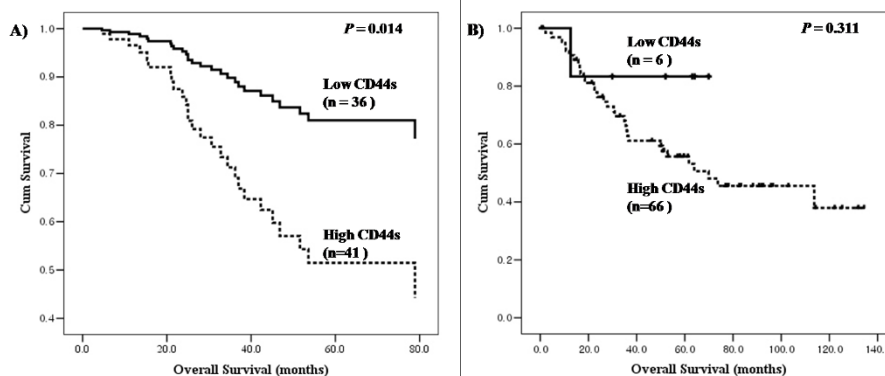 A)
P = 0.014
Low CD44s
(n = 36 )
High CD44s
(n=41)
Cum Survival
1.0
0.9
0.8
0.7
0.6
0.5
0.4
0.0
20.0
40.0
60.0
80.0
Overall Survival (months)
B)
P = 0.311
Low CD44s
(n = 6 )
High CD44s
(n=66)
Cum Survival
1.0
0.8
0.6
0.4
0.2
0.0
0.0
20.0
40.0
60.0
80.0
100.0
120.0
140.
Overall Survival (months)